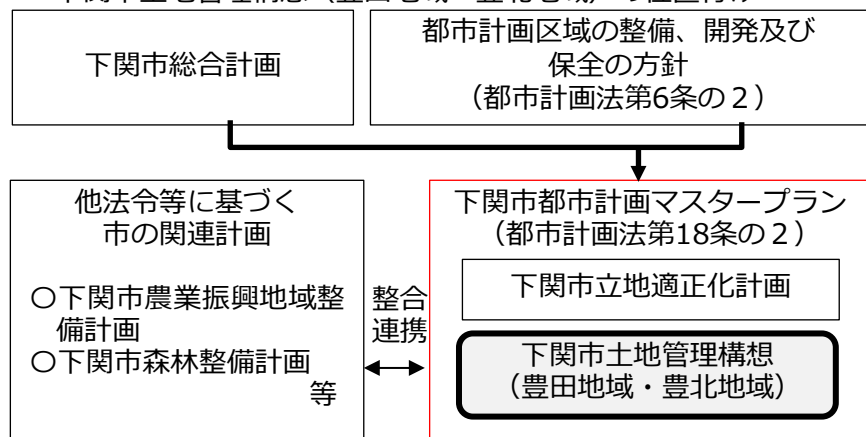 下関市総合計画
都市計画区域の整備、開発及び
保全の方針
（都市計画法第6条の２）
他法令等に基づく
市の関連計画
〇下関市農業振興地域整
備計画
〇下関市森林整備計画
等
整合
連携
下関市都市計画マスタープラン
（都市計画法第18条の２）
下関市立地適正化計画
下関市土地管理構想
（豊田地域・豊北地域）